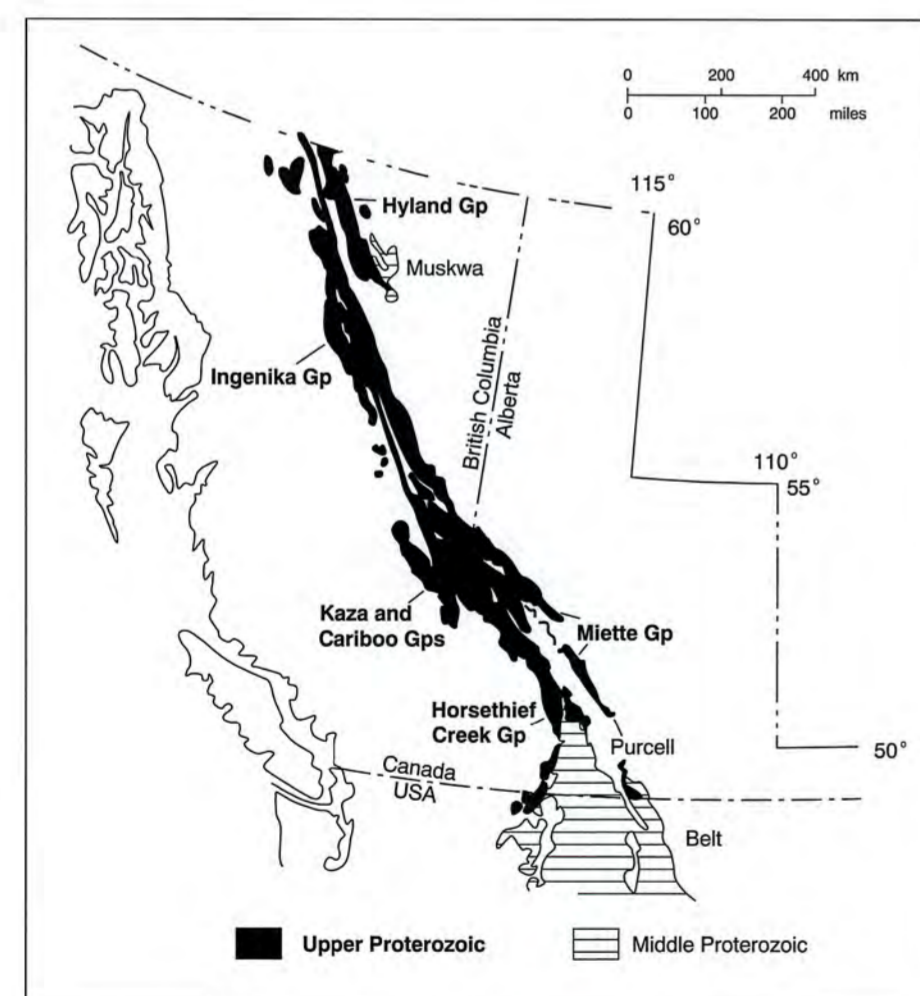 0 200 400 km
0 100 200 miles
115°
60°
Hyland Gp
Muskwa
British Columbia
Alberta
Ingenika Gp
110°
55°
Kaza and
Cariboo Gps
Miette Gp
Horsethief
Creek Gp
Purcell
50°
Canada
USA
Belt
Upper Proterozoic
Middle Proterozoic